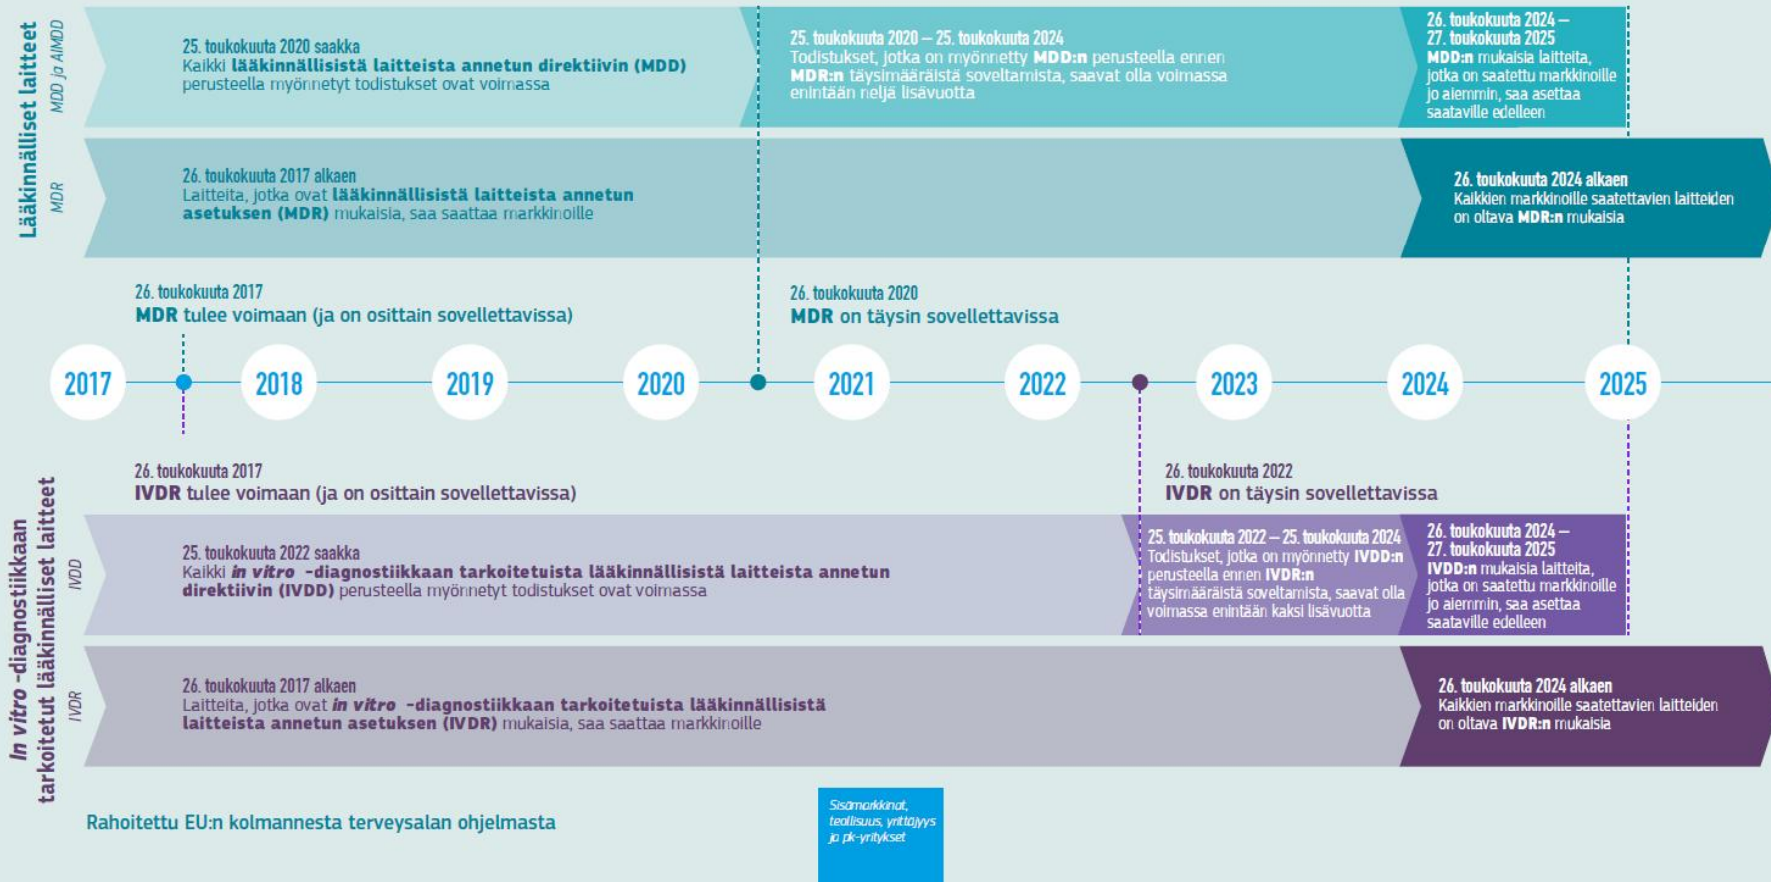 Lääkinnälliset laitteet
MDD ja AIMDD
25. toukokuuta 2020 saakka
Kaikki lääkinnällisistä laitteista annetun direktiivin (MDD)
perusteella myönnetyt todistukset ovat voimassa
25. toukokuuta 2020 – 25. toukokuuta 2024
Todistukset, jotka on myönnetty MDD:n perusteella ennen
MDR:n täysimääräistä soveltamista, saavat olla voimassa
enintään neljä lisävuotta
26. toukokuuta 2024 –
27. toukokuuta 2025
MDD:n mukaisia laitteita,
jotka on saatettu markkinoille
jo aiemmin, saa asettaa
saataville edelleen
MDR
26. toukokuuta 2017 alkaen
Laitteita, jotka ovat lääkinnällisistä laitteista annetun
asetuksen (MDR) mukaisia, saa saattaa markkinoille
26. toukokuuta 2024 alkaen
Kaikkien markkinoille saatettavien laitteiden
on oltava MDR:n mukaisia
26. toukokuuta 2017
MDR tulee voimaan (ja on osittain sovellettavissa)
26. toukokuuta 2020
MDR on täysin sovellettavissa
2017 2018 2019 2020 2021 2022 2023 2024 2025
26. toukokuuta 2017
IVDR tulee voimaan (ja on osittain sovellettavissa)
26. toukokuuta 2022
IVDR on täysin sovellettavissa
In vitro -diagnostiikkaan
tarkoitetut lääkinnälliset laitteet
IVDD
25. toukokuuta 2022 saakka
Kaikki in vitro -diagnostiikkaan tarkoitetuista lääkinnällisistä laitteista annetun
direktiivin (IVDD) perusteella myönnetyt todistukset ovat voimassa
25. toukokuuta 2022 – 25. toukokuuta 2024
Todistukset, jotka on myönnetty IVDD:n
perusteella ennen IVDR:n
täysimääräistä soveltamista, saavat olla
voimassa enintään kaksi lisävuotta
26. toukokuuta 2024 –
27. toukokuuta 2025
IVDD:n mukaisia laitteita,
jotka on saatettu markkinoille
jo aiemmin, saa asettaa
saataville edelleen
IVDR
26. toukokuuta 2017 alkaen
Laitteita, jotka ovat in vitro -diagnostiikkaan tarkoitetuista lääkinnällisistä
laitteista annetun asetuksen (IVDR) mukaisia, saa saattaa markkinoille
26. toukokuuta 2024 alkaen
Kaikkien markkinoille saatettavien laitteiden
on oltava IVDR:n mukaisia
Rahoitettu EU:n kolmannesta terveysalan ohjelmasta
Sisämarkkinat,
teollisuus, yrittäjyys
ja pk-yritykset